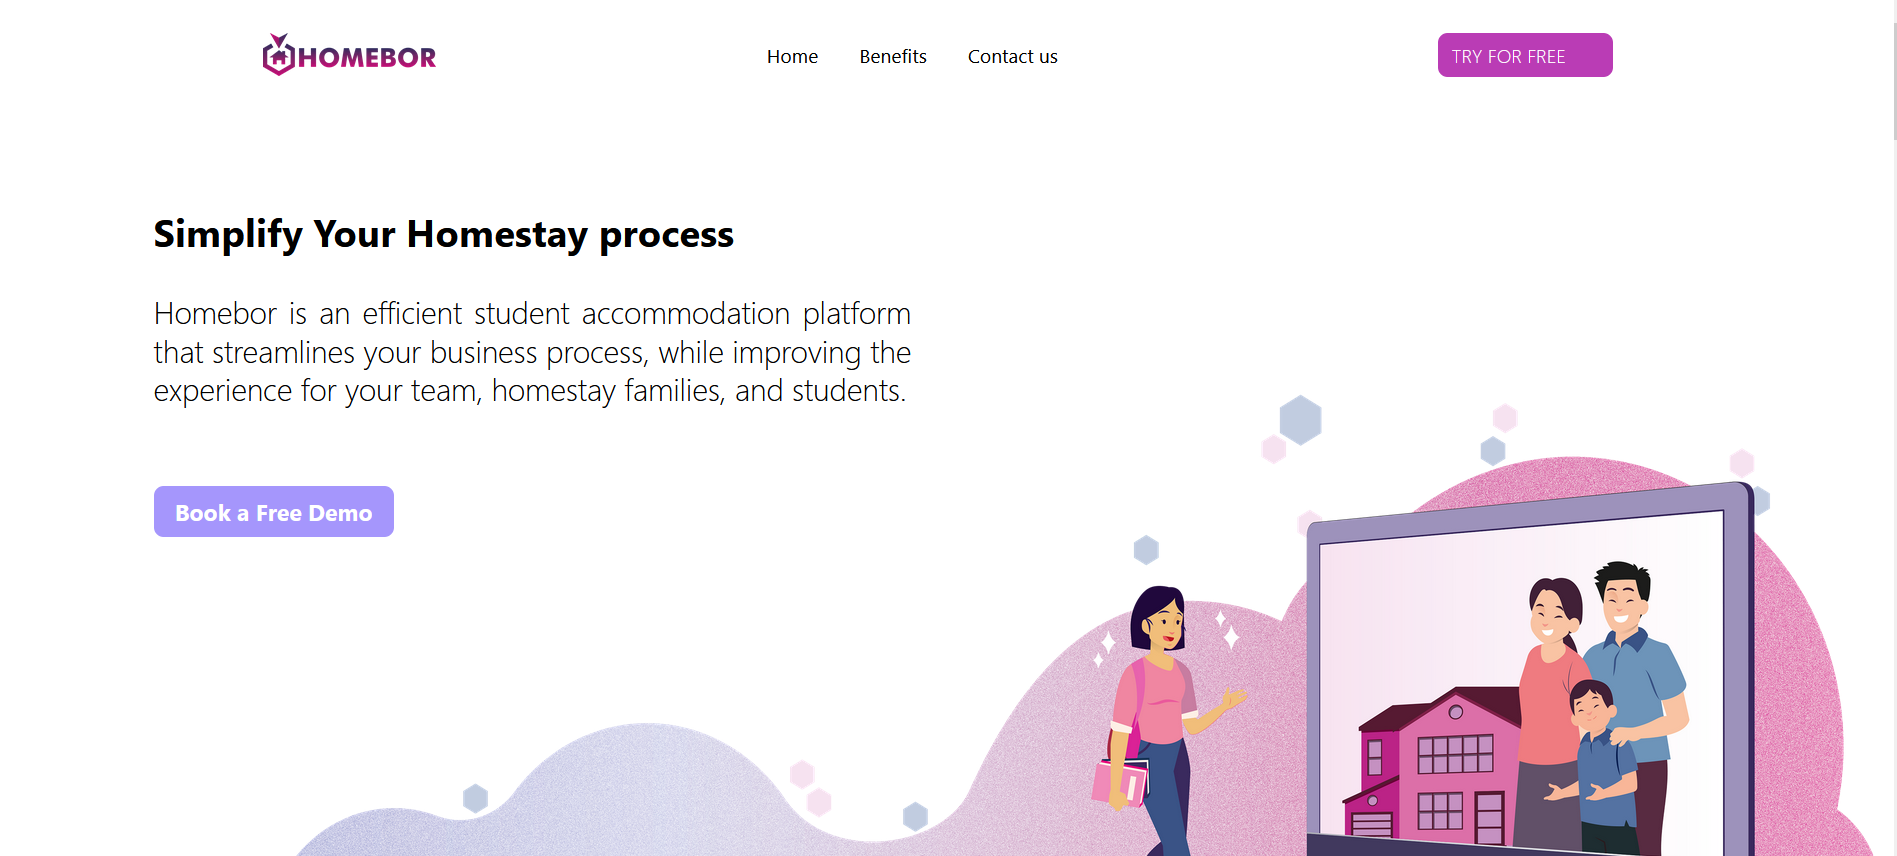 HOMEBOR
Home
Benefits
Contact us
TRY FOR FREE
Simplify Your Homestay process
Homebor is an efficient student accommodation platform
that streamlines your business process, while improving the
experience for your team, homestay families, and students.
Book a Free Demo